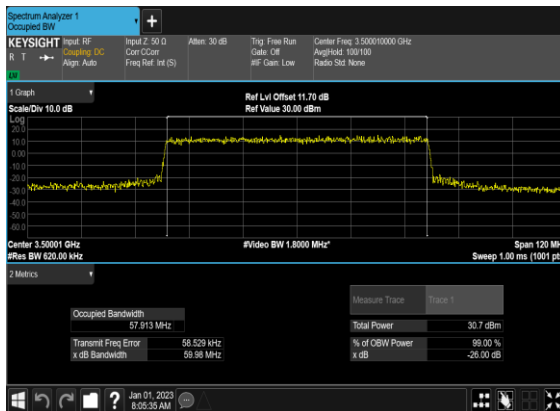 Spectrum Analyzer 1
Occupied BW
KEYSIGHT
R T
LXI
Input: RF
Coupling: DC
Align: Auto
Input Z: 50 Ω
Corr CCorr
Freq Ref: Int (S)
Atten: 30 dB
Trig: Free Run
Gate: Off
#IF Gain: Low
Center Freq: 3.500010000 GHz
Avg|Hold: 100/100
Radio Std: None
1 Graph
Scale/Div 10.0 dB
Ref Lvl Offset 11.70 dB
Ref Value 30.00 dBm
Log
20.0
10.0
0.00
-10.0
-20.0
-30.0
-40.0
-50.0
-60.0
Center 3.50001 GHz
#Res BW 620.00 kHz
#Video BW 1.8000 MHz*
Span 120 MH
Sweep 1.00 ms (1001 pt
2 Metrics
Measure Trace Trace 1
Occupied Bandwidth
57.913 MHz
Transmit Freq Error 58.529 kHz
x dB Bandwidth 59.98 MHz
Total Power 30.7 dBm
% of OBW Power 99.00 %
x dB -26.00 dB
Jan 01, 2023
8:05:35 AM